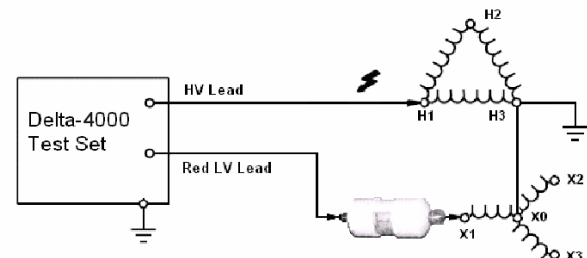 H2
HV Lead
Delta-4000
Test Set
H1
H3
Red LV Lead
X2
X1
X0
X3